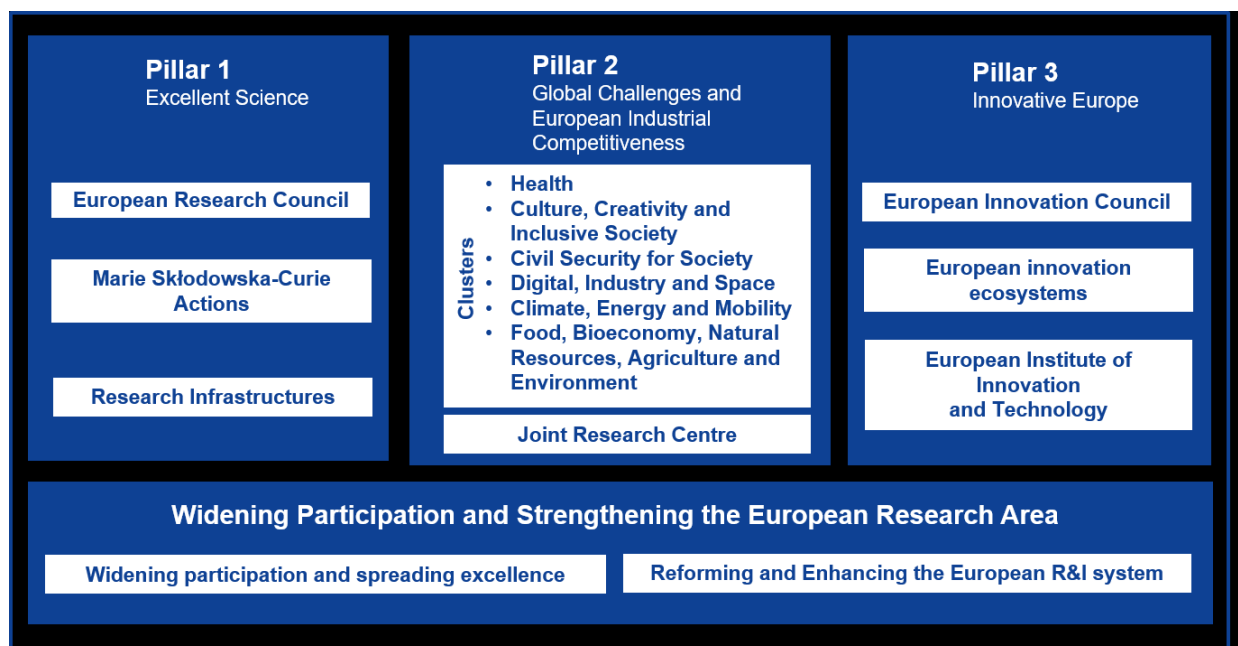 Pillar 1
Excellent Science
European Research Council
Marie Skłodowska-Curie
Actions
Research Infrastructures
Pillar 2
Global Challenges and
European Industrial
Competitiveness
Clusters
• Health
• Culture, Creativity and
Inclusive Society
• Civil Security for Society
• Digital, Industry and Space
• Climate, Energy and Mobility
• Food, Bioeconomy, Natural
Resources, Agriculture and
Environment
Joint Research Centre
Pillar 3
Innovative Europe
European Innovation Council
European innovation
ecosystems
European Institute of
Innovation
and Technology
Widening Participation and Strengthening the European Research Area
Widening participation and spreading excellence
Reforming and Enhancing the European R&I system